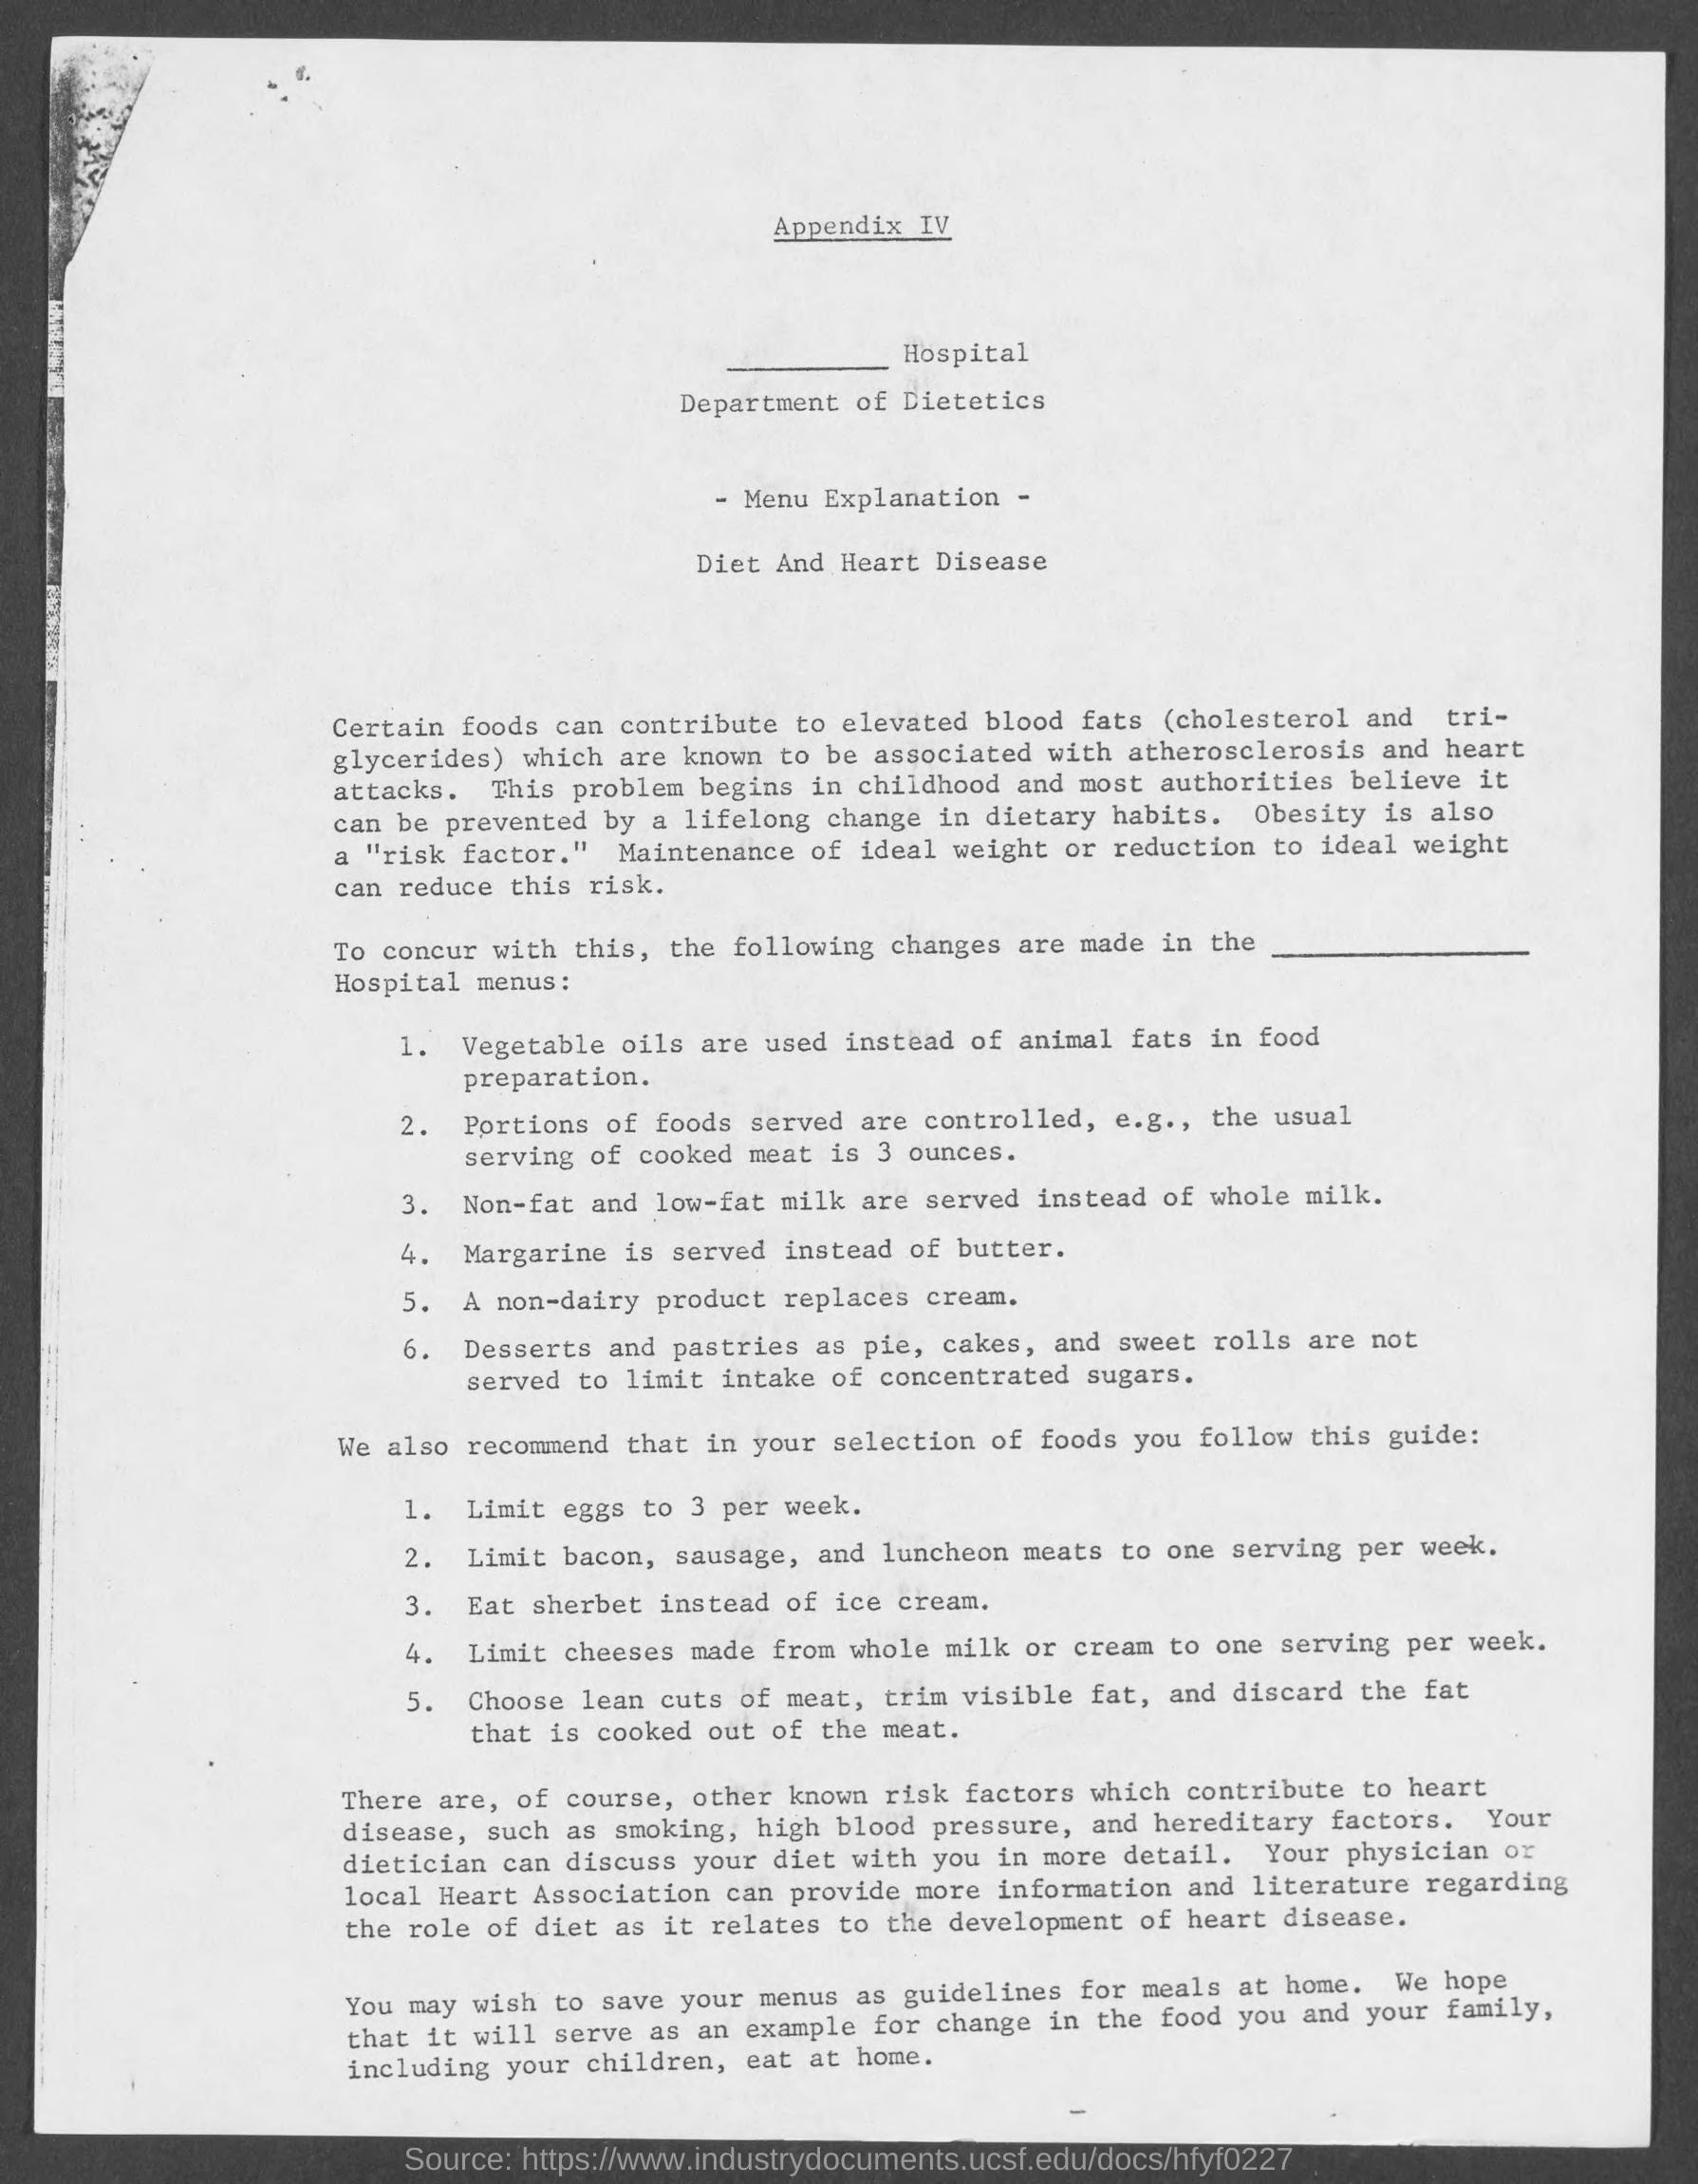 Appendix IV
__________ Hospital
Department of Dietetics
- Menu Explanation -
Diet And Heart Disease
Certain foods can contribute to elevated blood fats (cholesterol and tri-
glycerides) which are known to be associated with atherosclerosis and heart
attacks. This problem begins in childhood and most authorities believe it
can be prevented by a lifelong change in dietary habits. Obesity is also
a "risk factor." Maintenance of ideal weight or reduction to ideal weight
can reduce this risk.
To concur with this, the following changes are made in the ________________
Hospital menus:
1. Vegetable oils are used instead of animal fats in food
preparation.
2. Portions of foods served are controlled, e.g., the usual
serving of cooked meat is 3 ounces.
3. Non-fat and low-fat milk are served instead of whole milk.
4. Margarine is served instead of butter.
5. A non-dairy product replaces cream.
6. Desserts and pastries as pie, cakes, and sweet rolls are not
served to limit intake of concentrated sugars.
We also recommend that in your selection of foods you follow this guide:
1. Limit eggs to 3 per week.
2. Limit bacon, sausage, and luncheon meats to one serving per week.
3. Eat sherbet instead of ice cream.
4. Limit cheeses made from whole milk or cream to one serving per week.
5. Choose lean cuts of meat, trim visible fat, and discard the fat
that is cooked out of the meat.
There are, of course, other known risk factors which contribute to heart
disease, such as smoking, high blood pressure, and hereditary factors. Your
dietician can discuss your diet with you in more detail. Your physician or
local Heart Association can provide more information and literature regarding
the role of diet as it relates to the development of heart disease.
You may wish to save your menus as guidelines for meals at home. We hope
that it will serve as an example for change in the food you and your family,
including your children, eat at home.
Source: https://www.industrydocuments.ucsf.edu/docs/hfyf0227